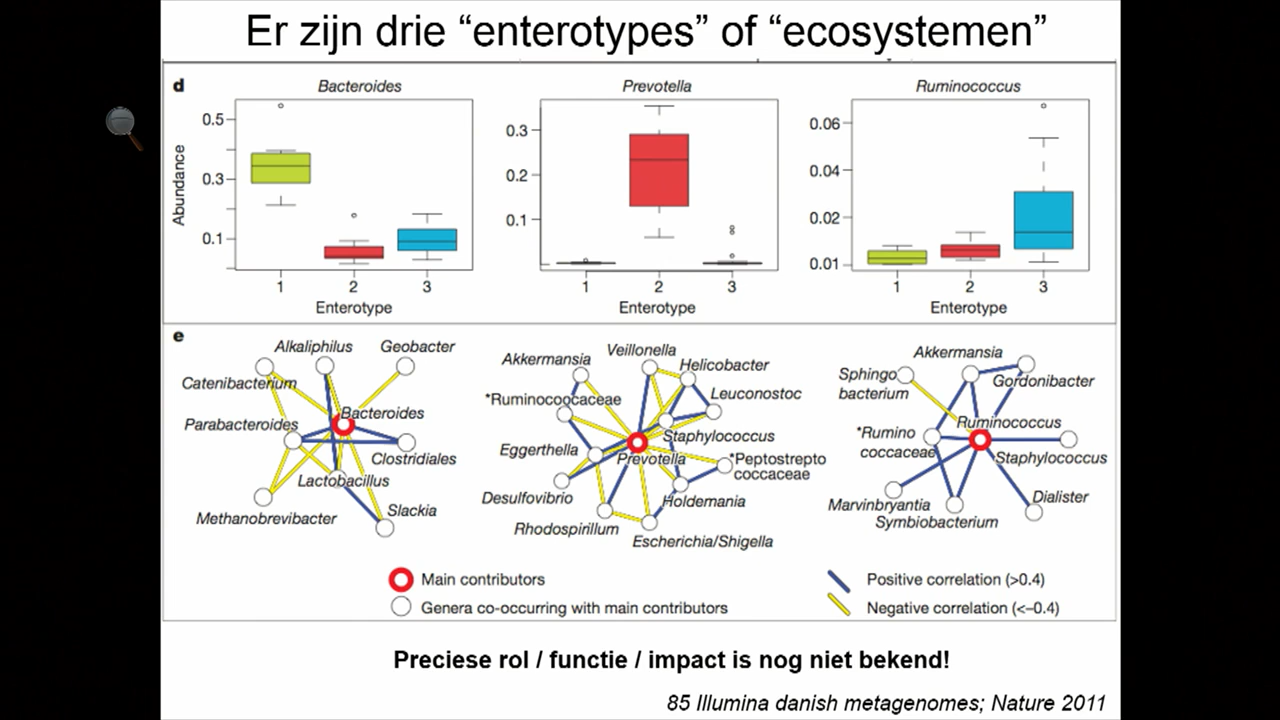 Er zijn drie “enterotypes” of “ecosystemen”
d
Bacteroides
Prevotella
Ruminococcus
Abundance
0.5
0.3
0.1
1 2 3
Enterotype
0.3
0.2
0.1
1 2 3
Enterotype
0.06
0.04
0.02
0.01
1 2 3
Enterotype
e
Alkaliphilus
Geobacter
Catenibacterium
Bacteroides
Parabacteroides
Clostridiales
Lactobacillus
Methanobrevibacter
Slackia
Veillonella
Akkermansia
Helicobacter
*Ruminococcaceae
Leuconostoc
Staphylococcus
Eggerthella
Prevotella
*Peptostrepto
coccaceae
Desulfovibrio
Holdemania
Rhodospirillum
Escherichia/Shigella
Akkermansia
Sphingo
bacterium
Gordonibacter
Ruminococcus
*Rumino
coccaceae
Staphylococcus
Marvinbryantia
Dialister
Symbiobacterium
Main contributors
Genera co-occurring with main contributors
Positive correlation (>0.4)
Negative correlation (<–0.4)
Preciese rol / functie / impact is nog niet bekend!
85 Illumina danish metagenomes; Nature 2011